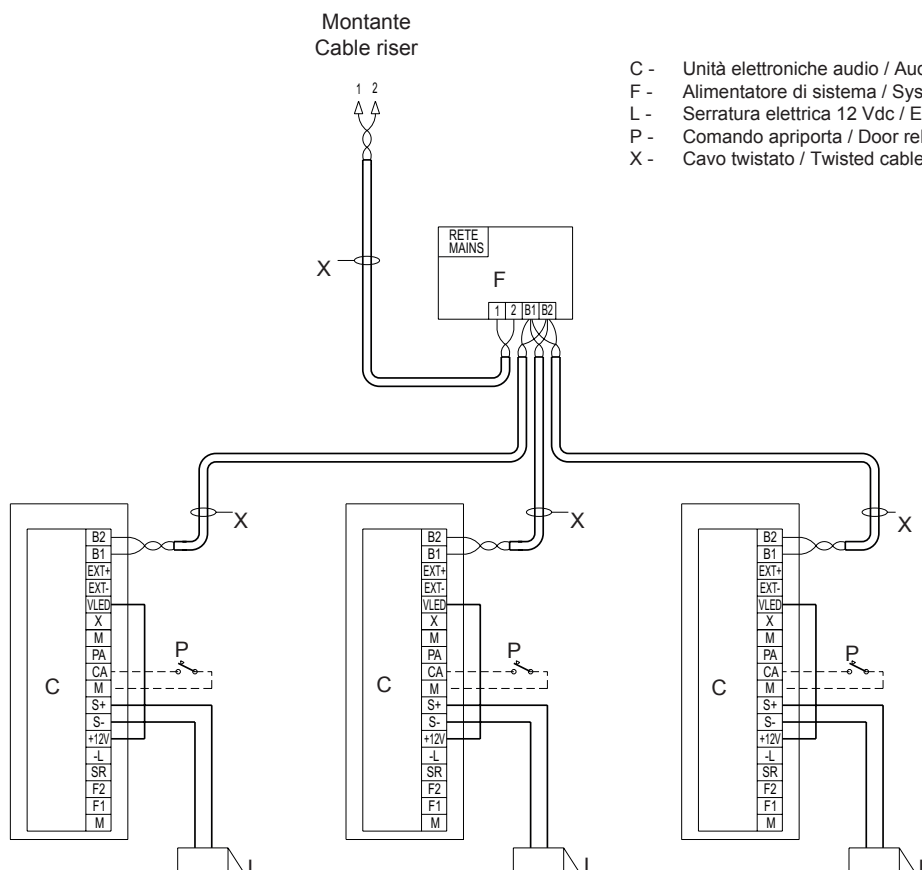 Montante
Cable riser
1 2
C - Unità elettroniche audio /
F - Alimentatore di sistema /
L - Serratura elettrica 12 Vdc /
P - Comando apriporta / Door
X - Cavo twistato / Twisted cable
RETE
MAINS
X
F
1 2 B1 B2
X
X
X
B2
B1
EXT+
EXT-
VLED
X
M
PA
CA
M
S+
S-
+12V
-L
SR
F2
F1
M
C
P
L
B2
B1
EXT+
EXT-
VLED
X
M
PA
CA
M
S+
S-
+12V
-L
SR
F2
F1
M
C
P
L
B2
B1
EXT+
EXT-
VLED
X
M
PA
CA
M
S+
S-
+12V
-L
SR
F2
F1
M
C
P